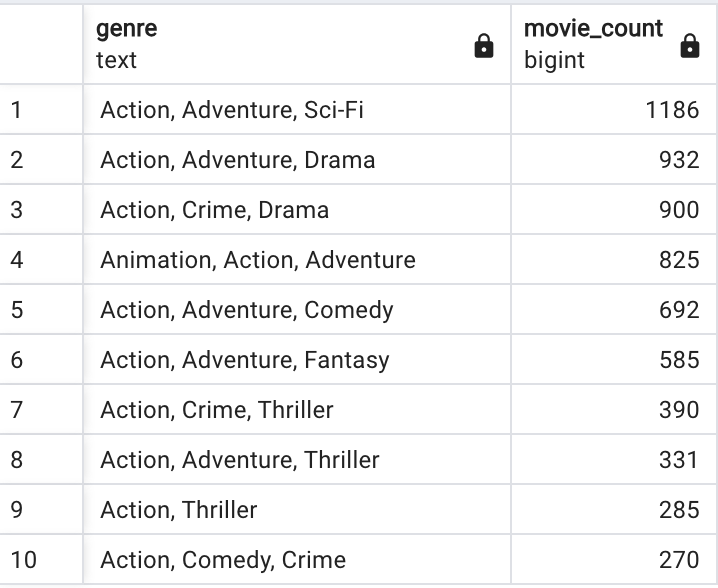 genre movie_count
text bigint
1 Action, Adventure, Sci-Fi 1186
2 Action, Adventure, Drama 932
3 Action, Crime, Drama 900
4 Animation, Action, Adventure 825
5 Action, Adventure, Comedy 692
6 Action, Adventure, Fantasy 585
7 Action, Crime, Thriller 390
8 Action, Adventure, Thriller 331
9 Action, Thriller 285
10 Action, Comedy, Crime 270